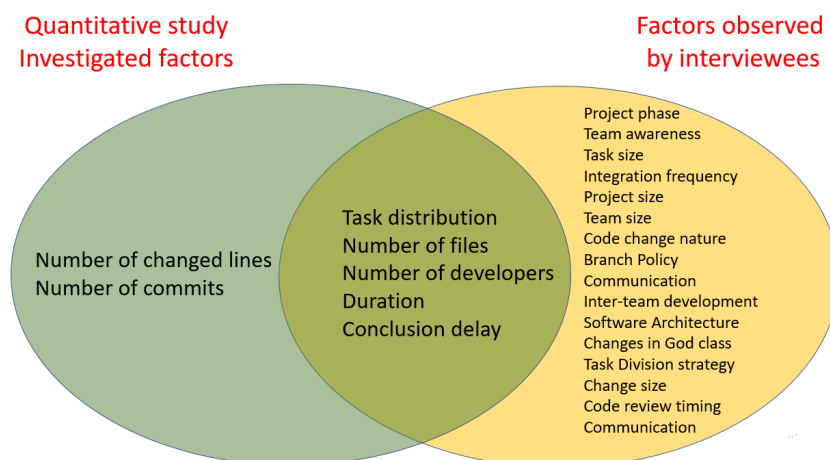 Quantitative study
Investigated factors
Factors observed
by interviewees
Number of changed lines
Number of commits
Task distribution
Number of files
Number of developers
Duration
Conclusion delay
Project phase
Team awareness
Task size
Integration frequency
Project size
Team size
Code change nature
Branch Policy
Communication
Inter-team development
Software Architecture
Changes in God class
Task Division strategy
Change size
Code review timing
Communication